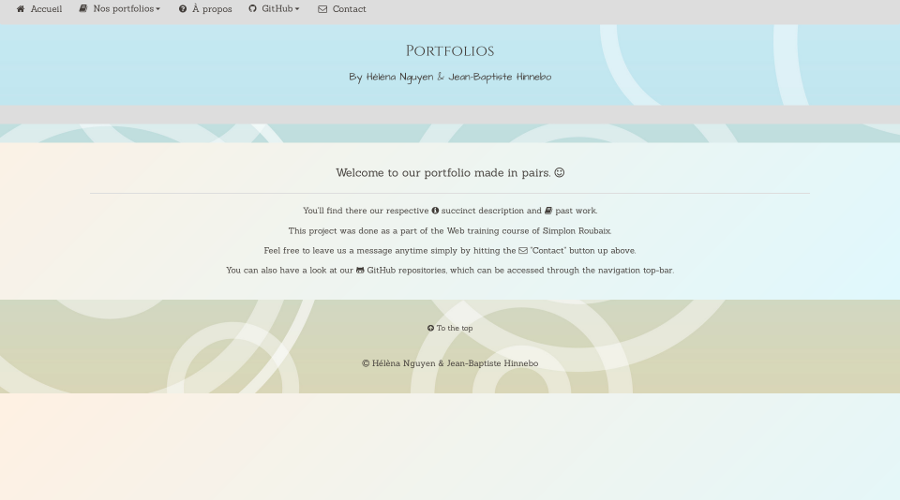 Accueil Nos portfolios À propos GitHub Contact
Portfolios
By Héléna Nguyen & Jean-Baptiste Hinnebo
Welcome to our portfolio made in pairs.
You'll find there our respective succinct description and past work.
This project was done as a part of the Web training course of Simplon Roubaix.
Feel free to leave us a message anytime simply by hitting the "Contact" button up above.
You can also have a look at our GitHub repositories, which can be accessed through the navigation top-bar.
To the top
© Hélèna Nguyen & Jean-Baptiste Hinnebo